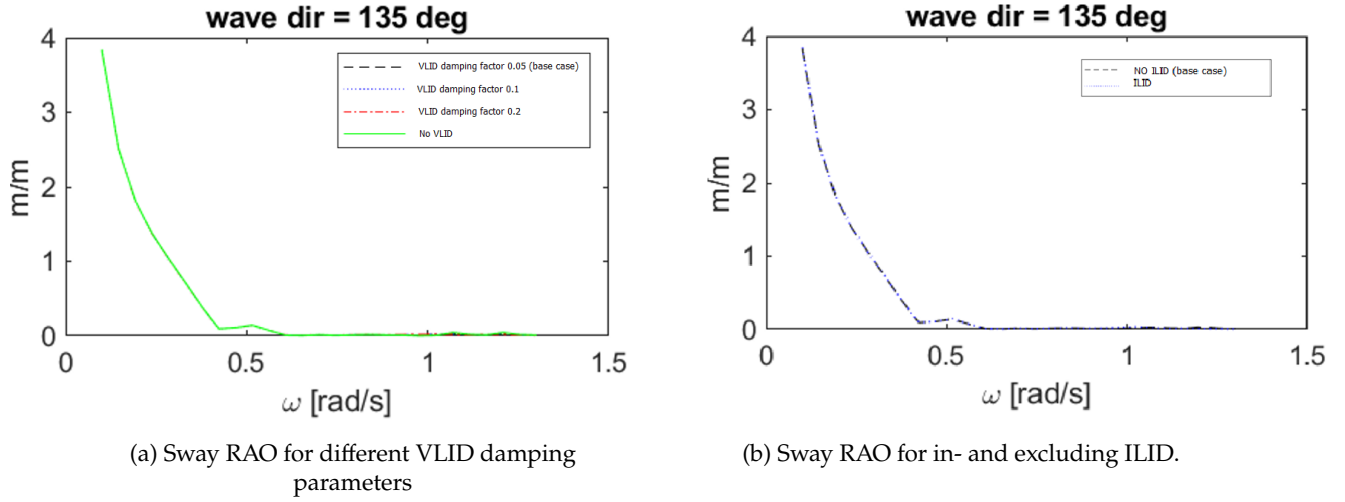 wave dir = 135 deg
4
3
2
1
0
m/m
VLID damping factor 0.05 (base case)
VLID damping factor 0.1
VLID damping factor 0.2
No VLID
0
0.5
1
1.5
ω [rad/s]
(a) Sway RAO for different VLID damping
parameters
wave dir = 135 deg
4
3
2
1
0
m/m
NO ILID (base case)
ILID
0
0.5
1
1.5
ω [rad/s]
(b) Sway RAO for in- and excluding ILID.